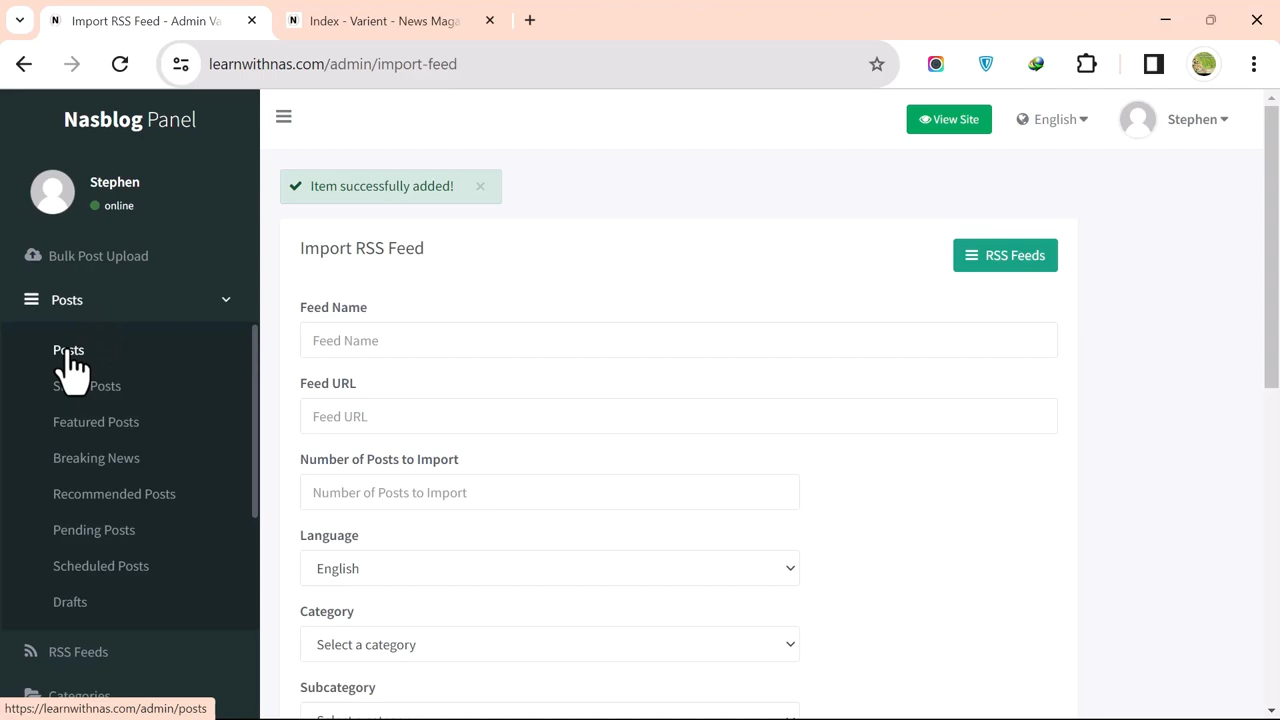 Import RSS Feed - Admin Va
Index - Varient - News Maga
learnwithnas.com/admin/import-feed
Nasblog Panel
View Site
English
Stephen
Stephen
online
Item successfully added!
Bulk Post Upload
Import RSS Feed
RSS Feeds
Posts
Feed Name
Feed Name
Posts
Feed URL
Posts
Feed URL
Featured Posts
Breaking News
Number of Posts to Import
Number of Posts to Import
Recommended Posts
Pending Posts
Language
English
Scheduled Posts
Drafts
Category
Select a category
RSS Feeds
Subcategory
Categories
https://learnwithnas.com/admin/posts